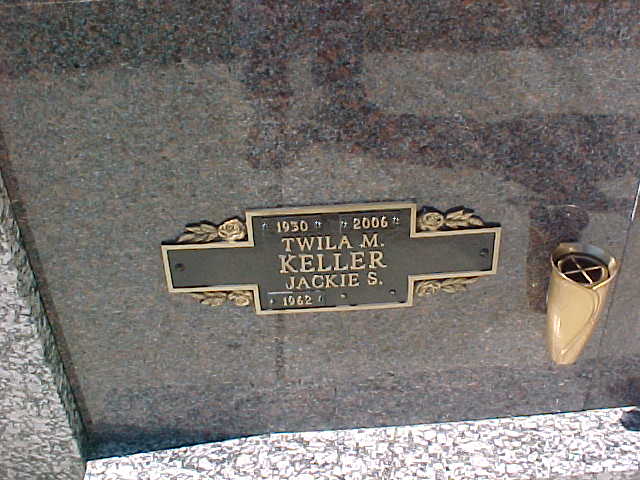 1930 2006
TWILA M.
KELLER
JACKIE S.
1962